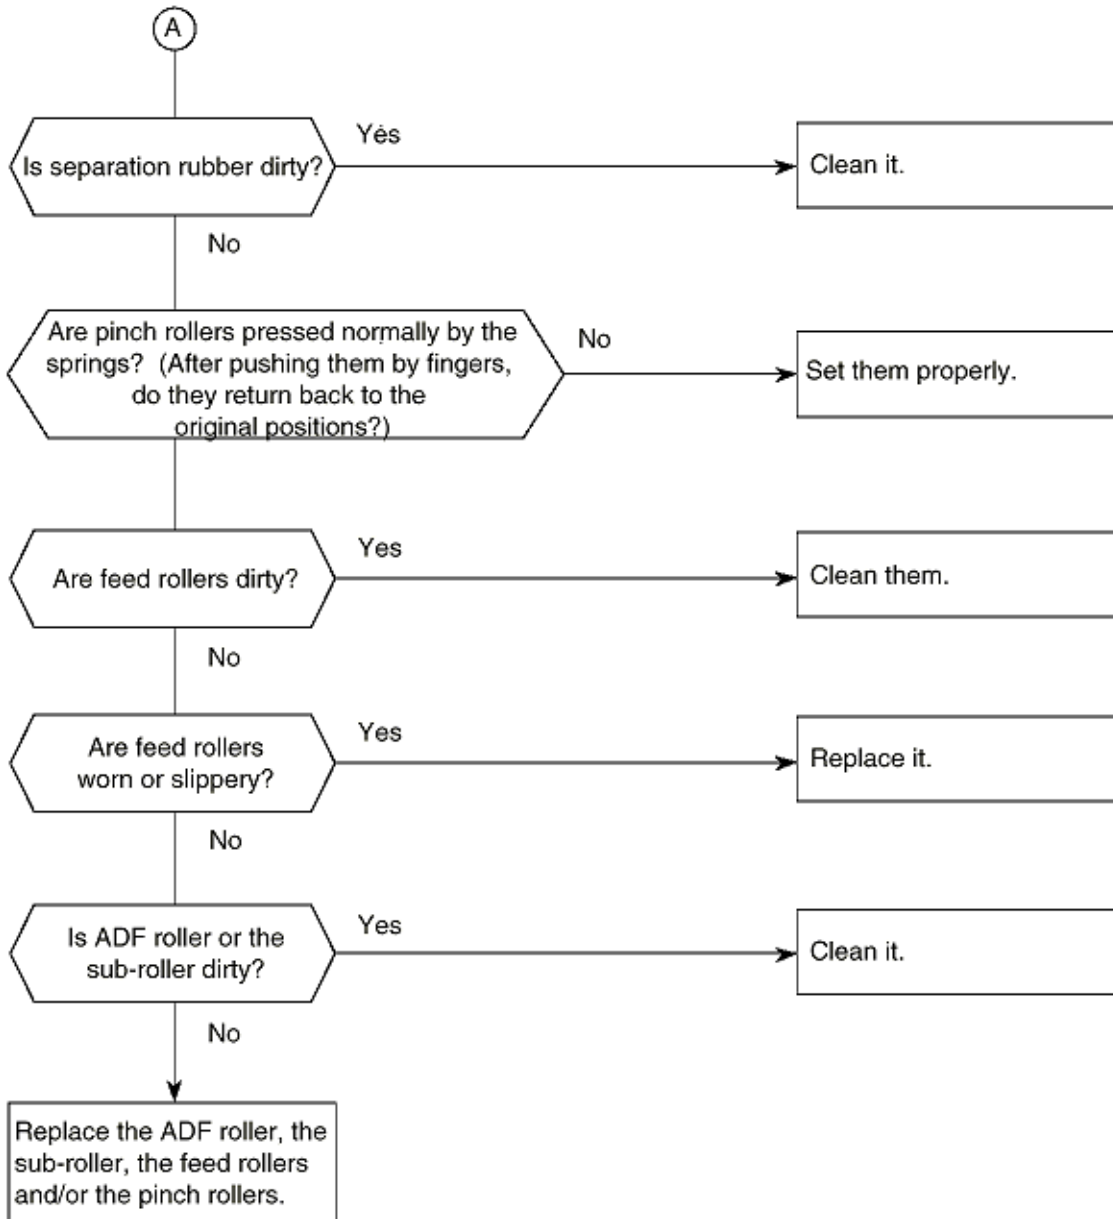 A
Yes
Is separation rubber dirty?
Clean it.
No
Are pinch rollers pressed normally by the
springs? (After pushing them by fingers,
do they return back to the
original positions?)
No
Set them properly.
Yes
Are feed rollers dirty?
Clean them.
No
Yes
Are feed rollers
worn or slippery?
Replace it.
No
Yes
Is ADF roller or the
sub-roller dirty?
Clean it.
No
Replace the ADF roller, the
sub-roller, the feed rollers
and/or the pinch rollers.